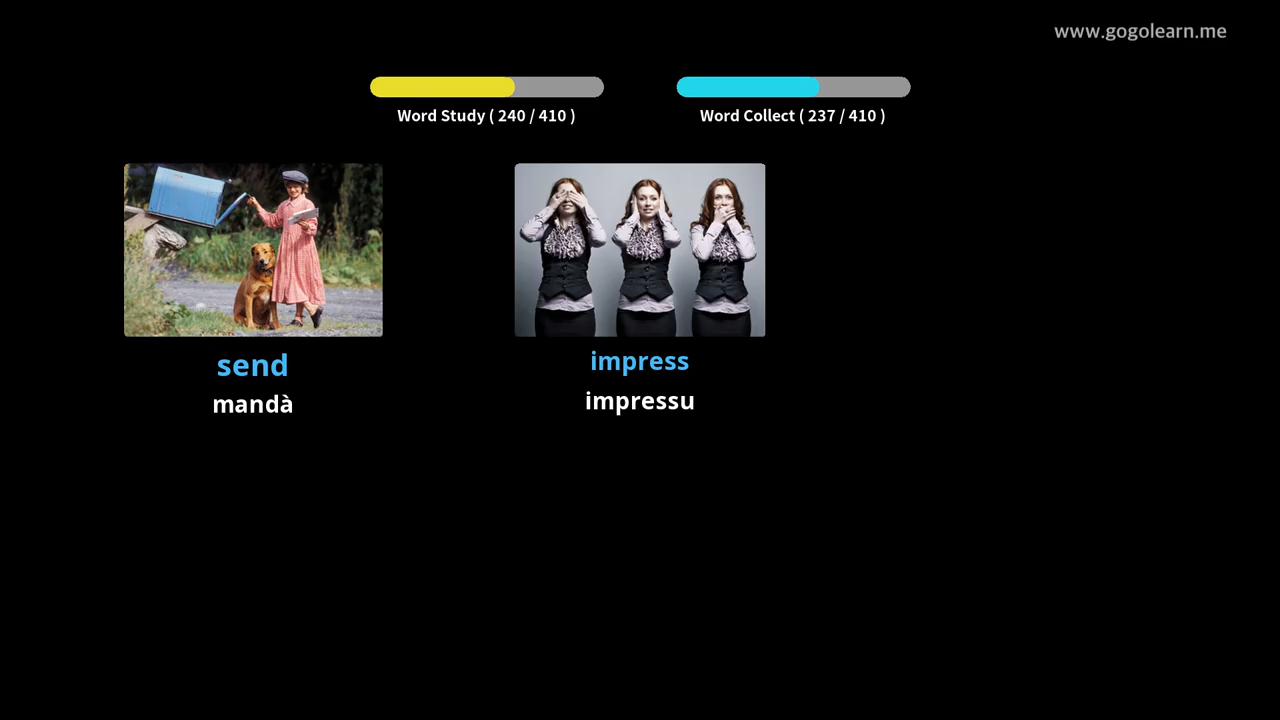 www.gogolearn.me
Word Study ( 240 / 410 )
Word Collect ( 237 / 410 )
send
mandà
impress
impressu